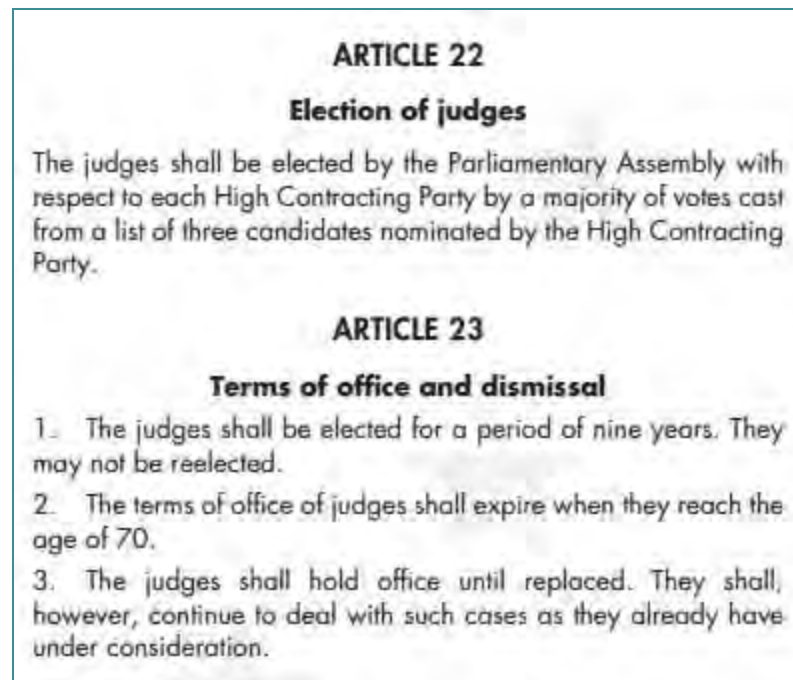 ARTICLE 22
Election of judges
The judges shall be elected by the Parliamentary Assembly with
respect to each High Contracting Party by a majority of votes cast
from a list of three candidates nominated by the High Contracting
Party.
ARTICLE 23
Terms of office and dismissal
1. The judges shall be elected for a period of nine years. They
may not be reelected.
2. The terms of office of judges shall expire when they reach the
age of 70.
3. The judges shall hold office until replaced. They shall,
however, continue to deal with such cases as they already have
under consideration.